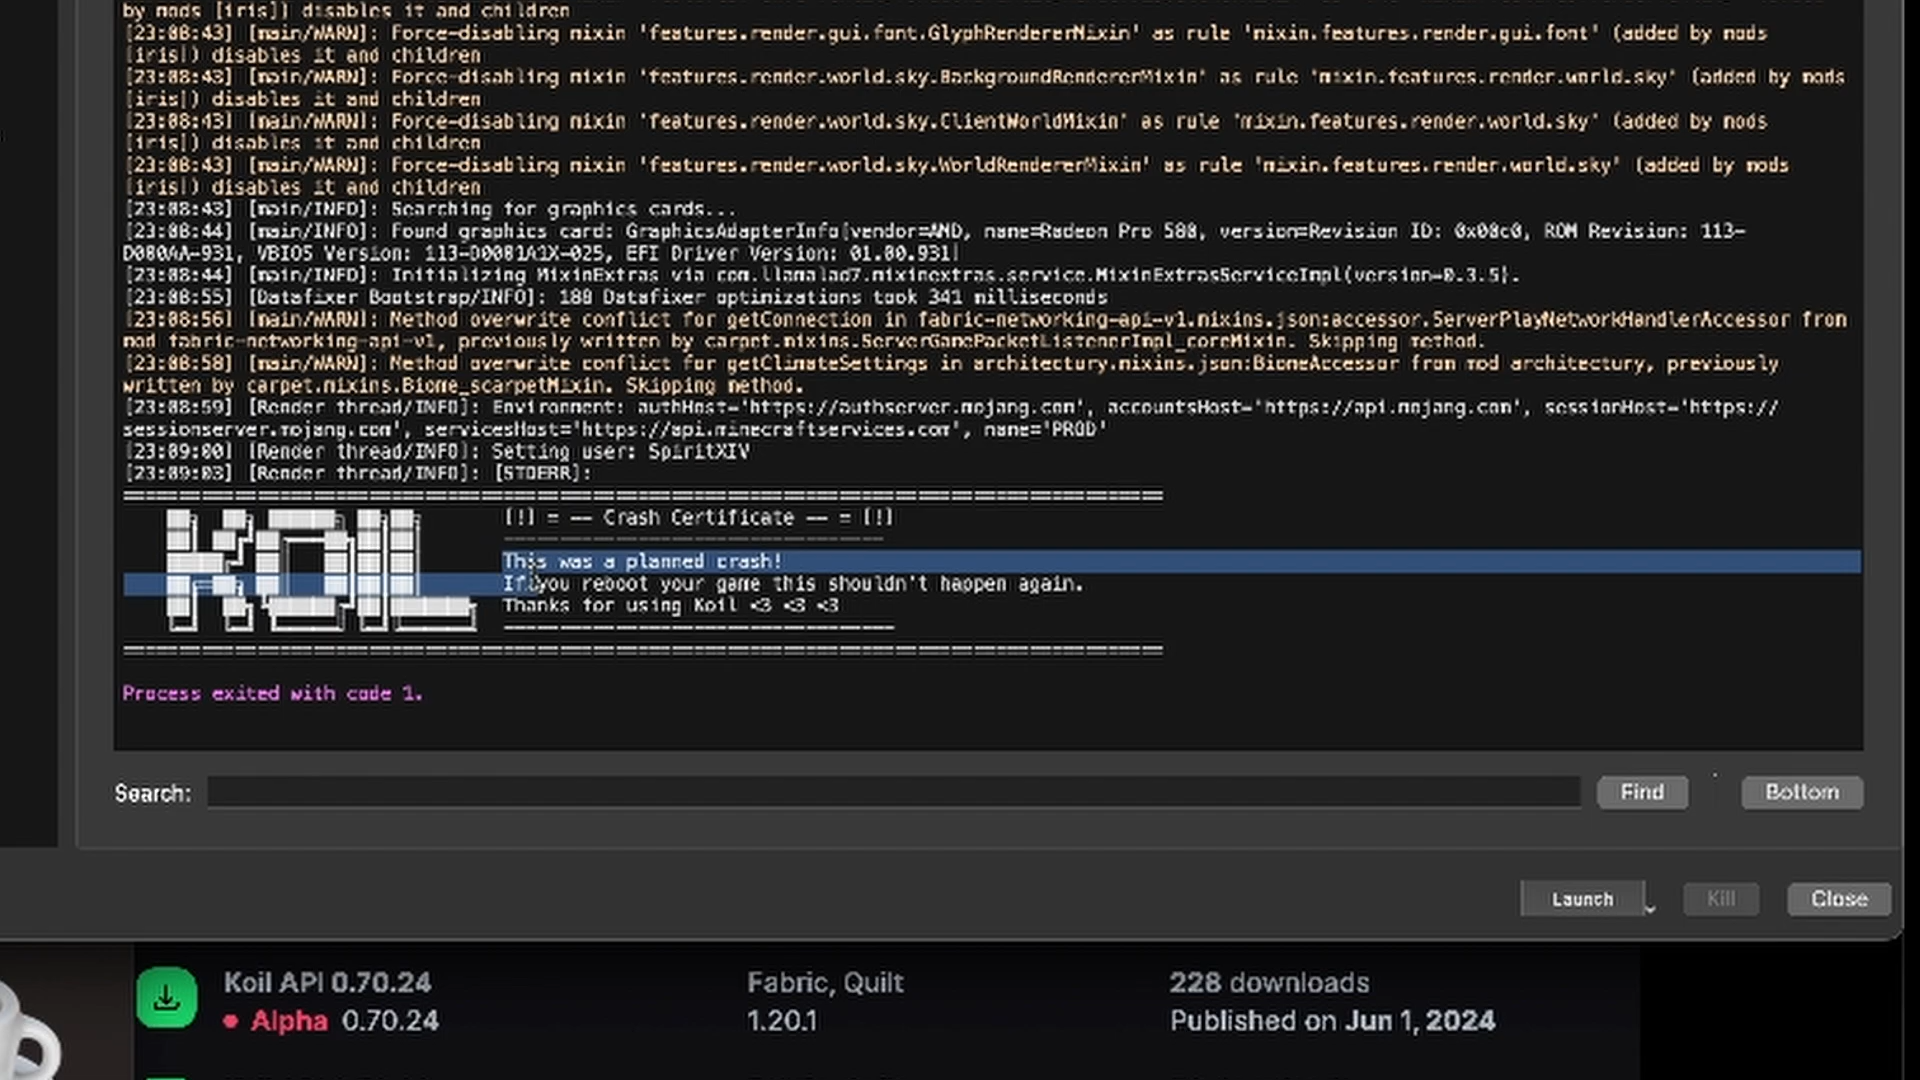 by mods [iris]) disables it and children
[23:08:43] [main/WARN]: Force-disabling mixin 'features.render.gui.font.GlyphRendererMixin' as rule 'mixin.features.render.gui.font' (added by mods
[iris]) disables it and children
[23:08:43] [main/WARN]: Force-disabling mixin 'features.render.world.sky.BackgroundRendererMixin' as rule 'mixin.features.render.world.sky' (added by mods
[iris]) disables it and children
[23:08:43] [main/WARN]: Force-disabling mixin 'features.render.world.sky.ClientWorldMixin' as rule 'mixin.features.render.world.sky' (added by mods
[iris]) disables it and children
[23:08:43] [main/WARN]: Force-disabling mixin 'features.render.world.sky.WorldRendererMixin' as rule 'mixin.features.render.world.sky' (added by mods
[iris]) disables it and children
[23:08:43] [main/INFO]: Searching for graphics cards...
[23:08:44] [main/INFO]: Found graphics card: GraphicsAdapterInfo[vendor=AMD, name=Radeon Pro 580, version=Revision ID: 0x00c0, ROM Revision: 113-
D000AA-931, VBIOS Version: 113-D0001A1X-025, EFI Driver Version: 01.00.931]
[23:08:44] [main/INFO]: Initializing MixinExtras via com.llamalad7.mixinextras.service.MixinExtrasServiceImpl(version=0.3.5).
[23:08:55] [Datafixer Bootstrap/INFO]: 188 Datafixer optimizations took 341 milliseconds
[23:08:56] [main/WARN]: Method overwrite conflict for getConnection in fabric-networking-api-v1.mixins.json:accessor.ServerPlayNetworkHandlerAccessor from
mod fabric-networking-api-v1, previously written by carpet.mixins.ServerGamePacketListenerImpl_coreMixin. Skipping method.
[23:08:58] [main/WARN]: Method overwrite conflict for getClimateSettings in architectury.mixins.json:BiomeAccessor from mod architectury, previously
written by carpet.mixins.Biome_scarpetMixin. Skipping method.
[23:08:59] [Render thread/INFO]: Environment: authHost='https://authserver.mojang.com', accountsHost='https://api.mojang.com', sessionHost='https://
sessionserver.mojang.com', servicesHost='https://api.minecraftservices.com', name='PROD'
[23:09:00] [Render thread/INFO]: Setting user: SpiritXIV
[23:09:03] [Render thread/INFO]: [STDERR]:
KOIL
[!] = -- Crash Certificate -- = [!]
This was a planned crash!
If you reboot your game this shouldn't happen again.
Thanks for using Koil <3 <3 <3
Process exited with code 1.
Search:
Find
Bottom
Launch
Kill
Close
Koil API 0.70.24
Fabric, Quilt
228 downloads
Alpha 0.70.24
1.20.1
Published on Jun 1, 2024